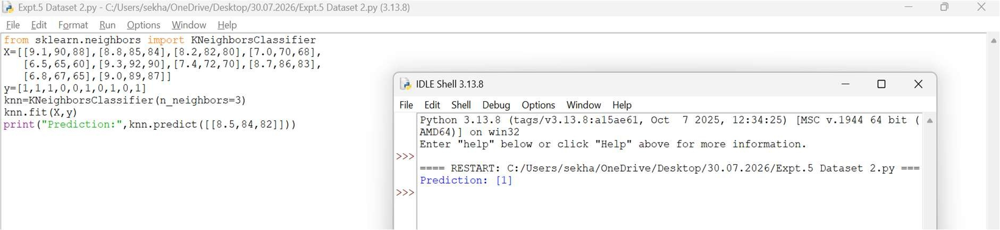 Expt.5 Dataset 2.py - C:/Users/sekha/OneDrive/Desktop/30.07.2026/Expt.5 Dataset 2.py (3.13.8)
File Edit Format Run Options Window Help
from sklearn.neighbors import KNeighborsClassifier
X=[[9.1,90,88],[8.8,85,84],[8.2,82,80],[7.0,70,68],
[6.5,65,60],[9.3,92,90],[7.4,72,70],[8.7,86,83],
[6.8,67,65],[9.0,89,87]]
y=[1,1,1,0,0,1,0,1,0,1]
knn=KNeighborsClassifier(n_neighbors=3)
knn.fit(X,y)
print("Prediction:",knn.predict([[8.5,84,82]]))
IDLE Shell 3.13.8
File Edit Shell Debug Options Window Help
Python 3.13.8 (tags/v3.13.8:a15ae61, Oct  7 2025, 12:34:25) [MSC v.1944 64 bit (
AMD64)] on win32
Enter "help" below or click "Help" above for more information.
>>>
==== RESTART: C:/Users/sekha/OneDrive/Desktop/30.07.2026/Expt.5 Dataset 2.py ===
Prediction: [1]
>>>